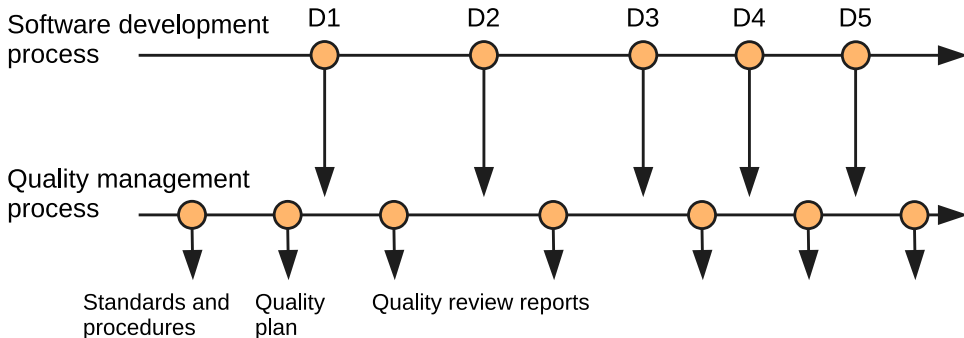 Software development
process
D1
D2
D3
D4
D5
Quality management
process
Standards and
procedures
Quality
plan
Quality review reports